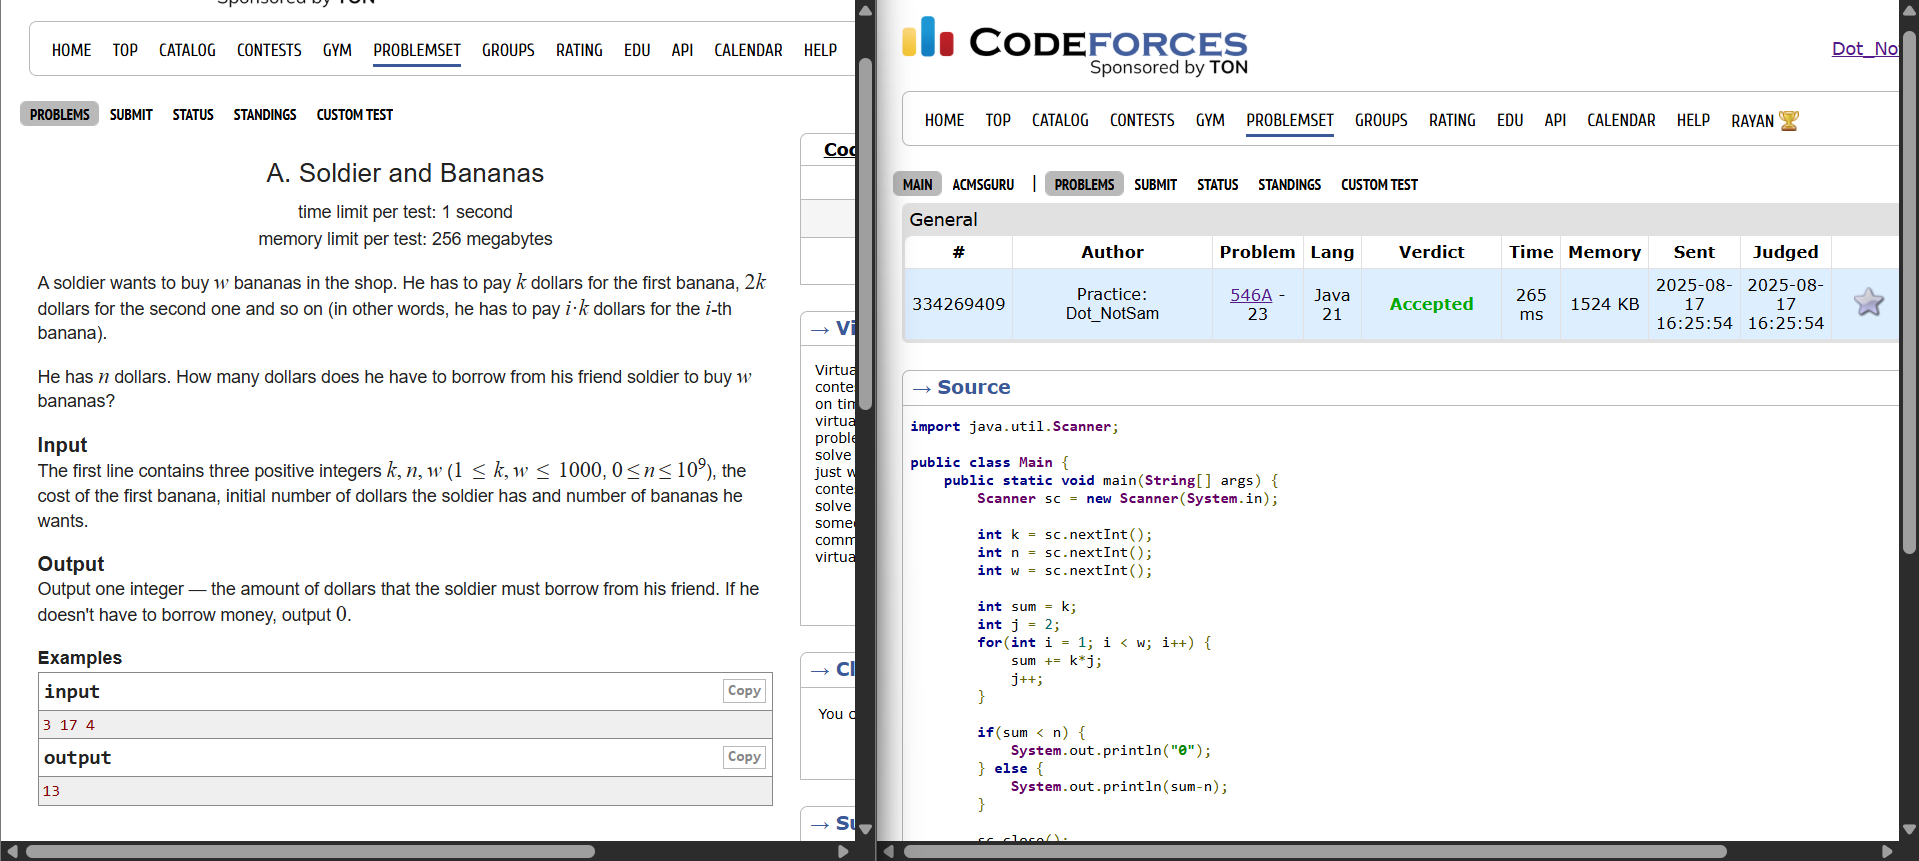 Sponsored by TON
HOME TOP CATALOG CONTESTS GYM PROBLEMSET GROUPS RATING EDU API CALENDAR HELP
PROBLEMS SUBMIT STATUS STANDINGS CUSTOM TEST
A. Soldier and Bananas
time limit per test: 1 second
memory limit per test: 256 megabytes
A soldier wants to buy w bananas in the shop. He has to pay k dollars for the first banana, 2k
dollars for the second one and so on (in other words, he has to pay i·k dollars for the i-th
banana).
He has n dollars. How many dollars does he have to borrow from his friend soldier to buy w
bananas?
Input
The first line contains three positive integers k, n, w (1 ≤ k, w ≤ 1000, 0 ≤ n ≤ 10⁹), the
cost of the first banana, initial number of dollars the soldier has and number of bananas he
wants.
Output
Output one integer — the amount of dollars that the soldier must borrow from his friend. If he
doesn't have to borrow money, output 0.
Examples
input
Copy
3 17 4
output
Copy
13
→ Vi
Virtua
conte
on tim
virtua
proble
solve
just w
conte
solve
some
comm
virtua
→ Cl
You c
→ Su
CODEFORCES
Sponsored by TON
Dot_No
HOME TOP CATALOG CONTESTS GYM PROBLEMSET GROUPS RATING EDU API CALENDAR HELP RAYAN
MAIN ACMSGURU | PROBLEMS SUBMIT STATUS STANDINGS CUSTOM TEST
General
# Author Problem Lang Verdict Time Memory Sent Judged
334269409 Practice: Dot_NotSam 546A - 23 Java 21 Accepted 265 ms 1524 KB 2025-08-17 16:25:54 2025-08-17 16:25:54
→ Source
import java.util.Scanner;
public class Main {
public static void main(String[] args) {
Scanner sc = new Scanner(System.in);
int k = sc.nextInt();
int n = sc.nextInt();
int w = sc.nextInt();
int sum = k;
int j = 2;
for(int i = 1; i < w; i++) {
sum += k*j;
j++;
}
if(sum < n) {
System.out.println("0");
} else {
System.out.println(sum-n);
}
sc.close();